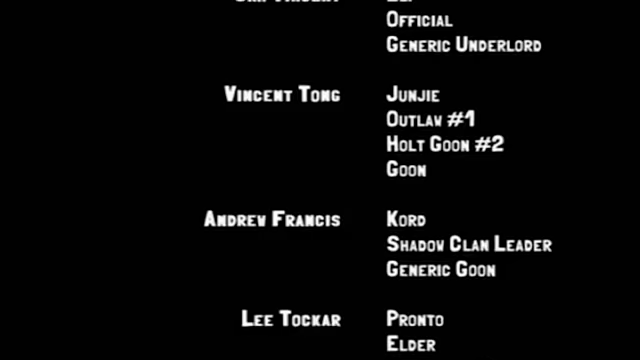 Official
Generic Underlord
Vincent Tong Junjie
Outlaw #1
Holt Goon #2
Goon
Andrew Francis Kord
Shadow Clan Leader
Generic Goon
Lee Tockar Pronto
Elder